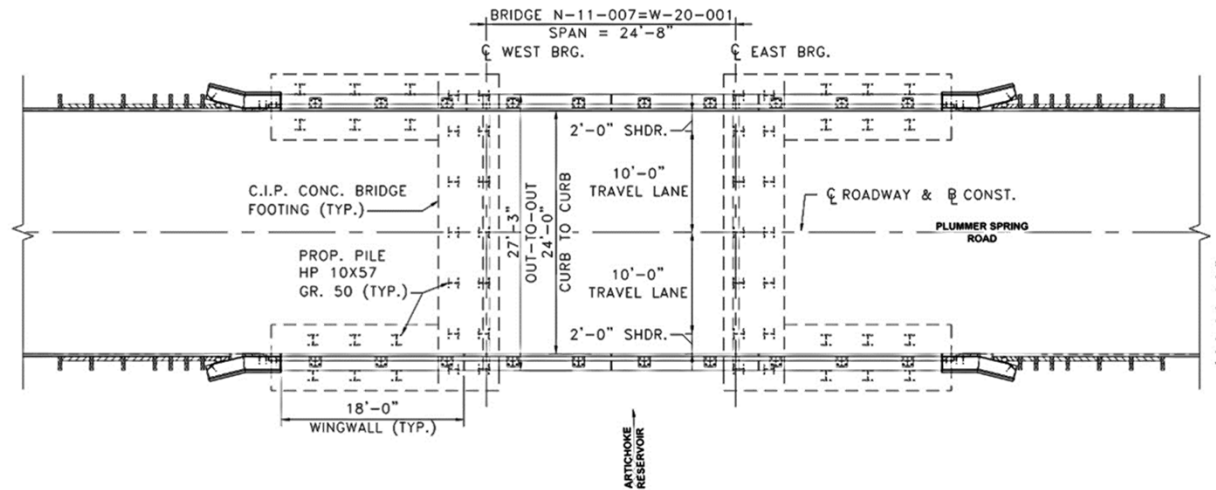 BRIDGE N-11-007=W-20-001
SPAN = 24'-8"
℄ WEST BRG.
℄ EAST BRG.
2'-0" SHDR.
10'-0"
TRAVEL LANE
C.I.P. CONC. BRIDGE
FOOTING (TYP.)
27'-3"
OUT-TO-OUT
24'-0"
CURB TO CURB
℄ ROADWAY & BL CONST.
PLUMMER SPRING
ROAD
PROP. PILE
HP 10X57
GR. 50 (TYP.)
10'-0"
TRAVEL LANE
2'-0" SHDR.
18'-0"
WINGWALL (TYP.)
ARTICHOKE
RESERVOIR